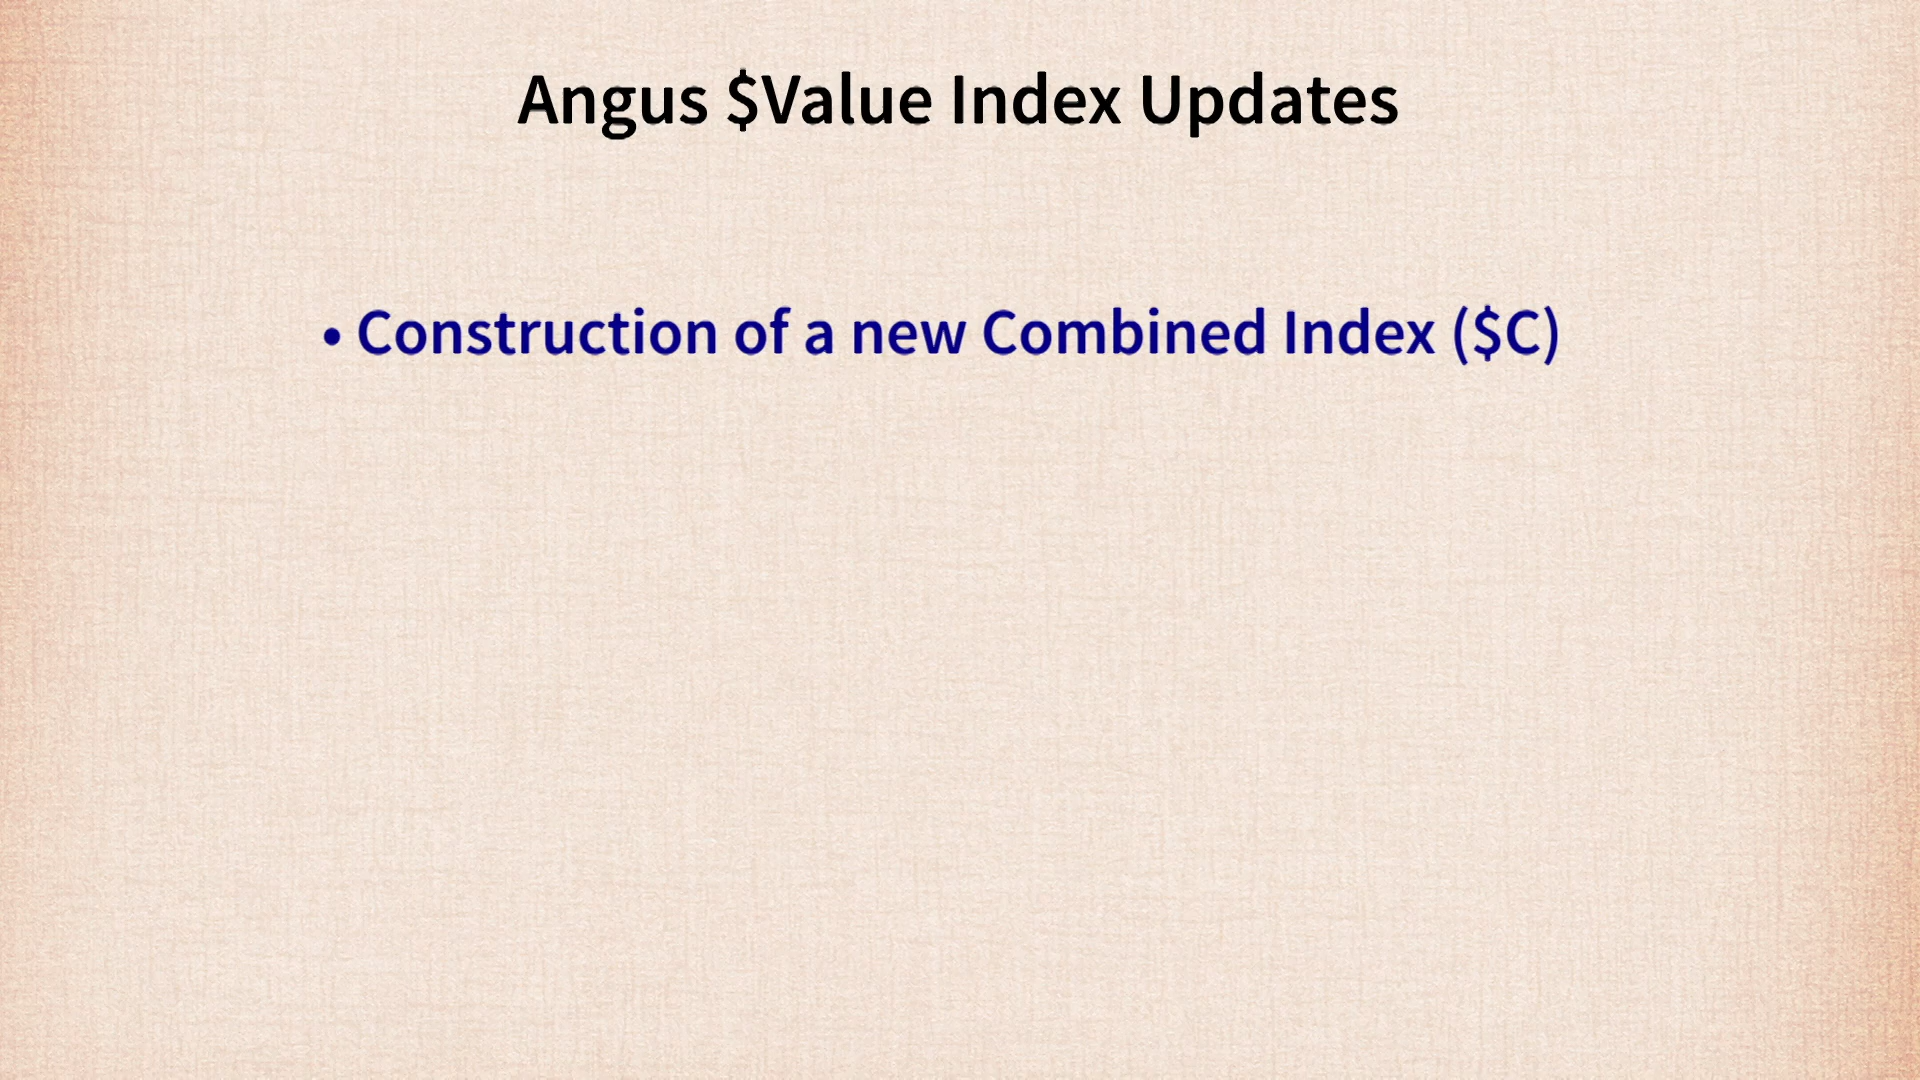 Angus $Value Index Updates
• Construction of a new Combined Index ($C)